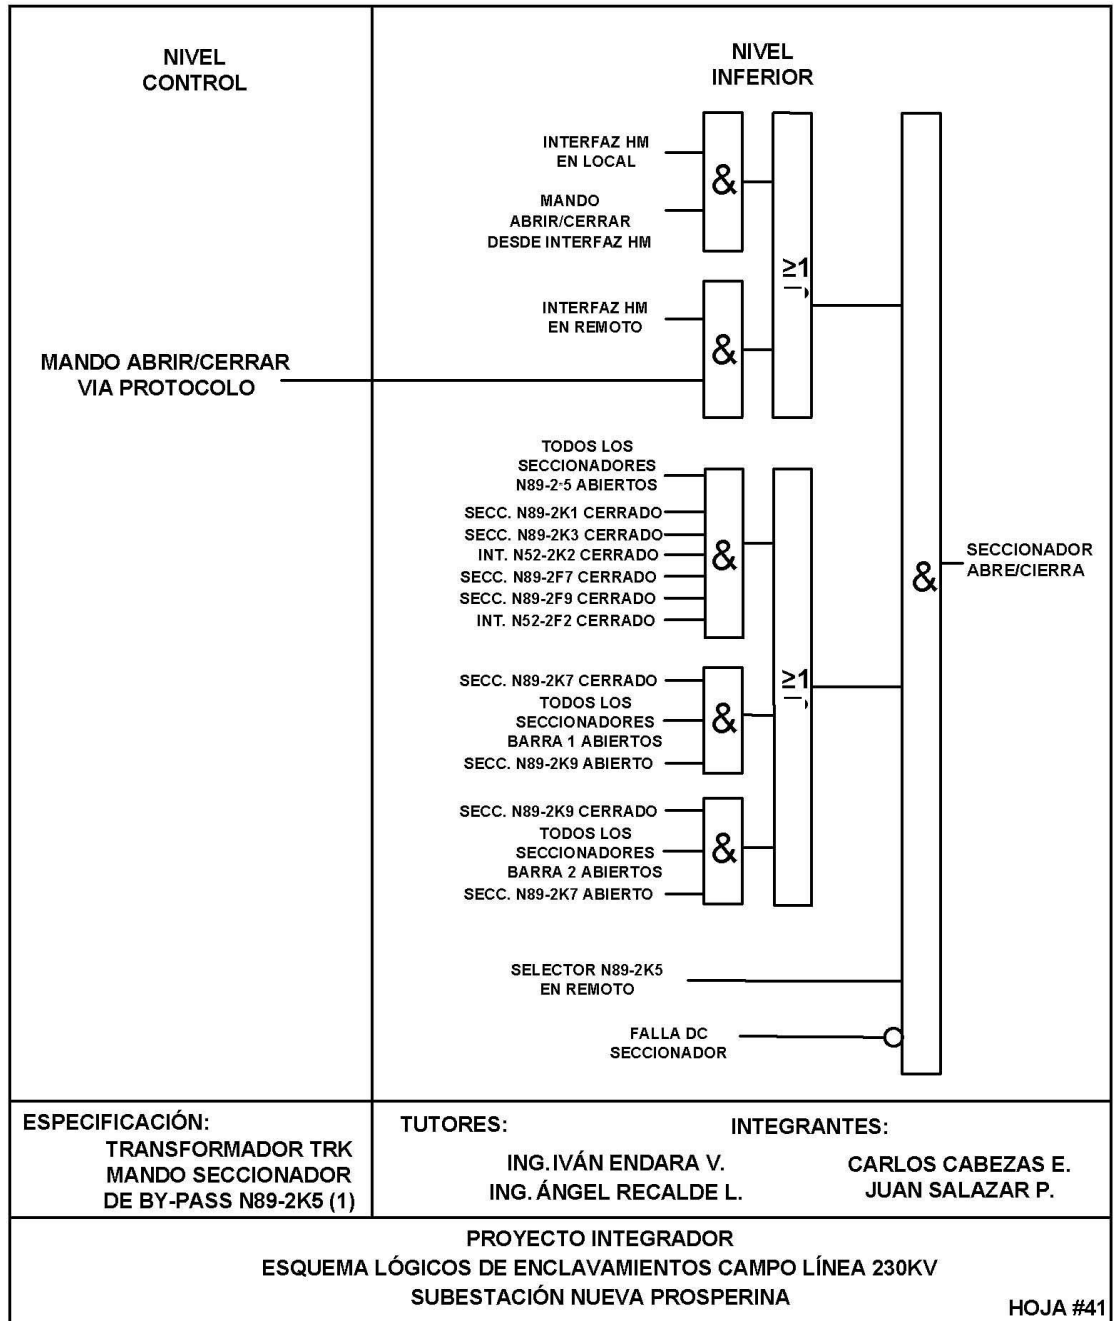 NIVEL
CONTROL
NIVEL
INFERIOR
INTERFAZ HM
EN LOCAL
MANDO
ABRIR/CERRAR
DESDE INTERFAZ HM
&
≥1
INTERFAZ HM
EN REMOTO
MANDO ABRIR/CERRAR
VIA PROTOCOLO
&
TODOS LOS
SECCIONADORES
N89-2-5 ABIERTOS
SECC. N89-2K1 CERRADO
SECC. N89-2K3 CERRADO
INT. N52-2K2 CERRADO
SECC. N89-2F7 CERRADO
SECC. N89-2F9 CERRADO
INT. N52-2F2 CERRADO
&
&
SECCIONADOR
ABRE/CIERRA
SECC. N89-2K7 CERRADO
TODOS LOS
SECCIONADORES
BARRA 1 ABIERTOS
SECC. N89-2K9 ABIERTO
&
≥1
SECC. N89-2K9 CERRADO
TODOS LOS
SECCIONADORES
BARRA 2 ABIERTOS
SECC. N89-2K7 ABIERTO
&
SELECTOR N89-2K5
EN REMOTO
FALLA DC
SECCIONADOR
ESPECIFICACIÓN:
TRANSFORMADOR TRK
MANDO SECCIONADOR
DE BY-PASS N89-2K5 (1)
TUTORES:
ING. IVÁN ENDARA V.
ING. ÁNGEL RECALDE L.
INTEGRANTES:
CARLOS CABEZAS E.
JUAN SALAZAR P.
PROYECTO INTEGRADOR
ESQUEMA LÓGICOS DE ENCLAVAMIENTOS CAMPO LÍNEA 230KV
SUBESTACIÓN NUEVA PROSPERINA
HOJA #41